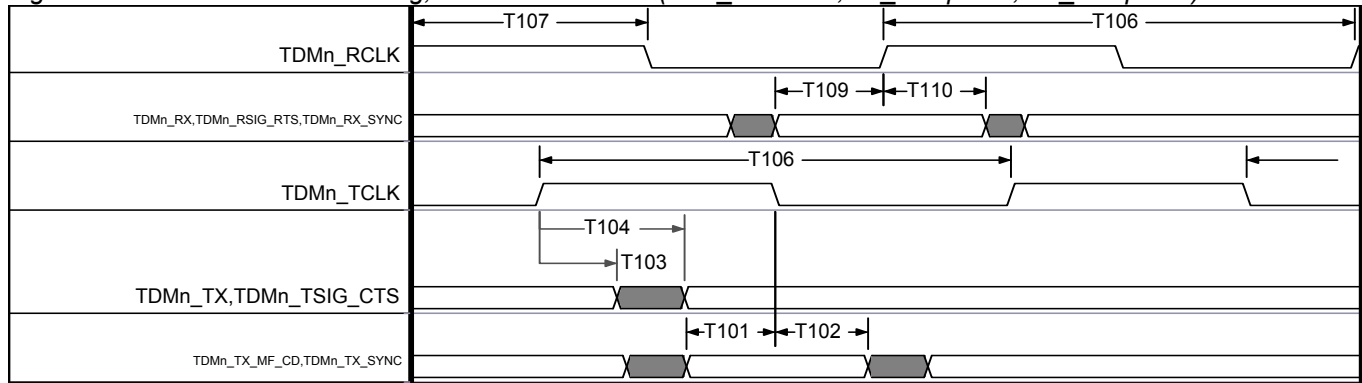 T107 T106
TDMn_RCLK
T109 T110
TDMn_RX,TDMn_RSIG_RTS,TDMn_RX_SYNC
T106
TDMn_TCLK
T104
T103
TDMn_TX,TDMn_TSIG_CTS
T101 T102
TDMn_TX_MF_CD,TDMn_TX_SYNC